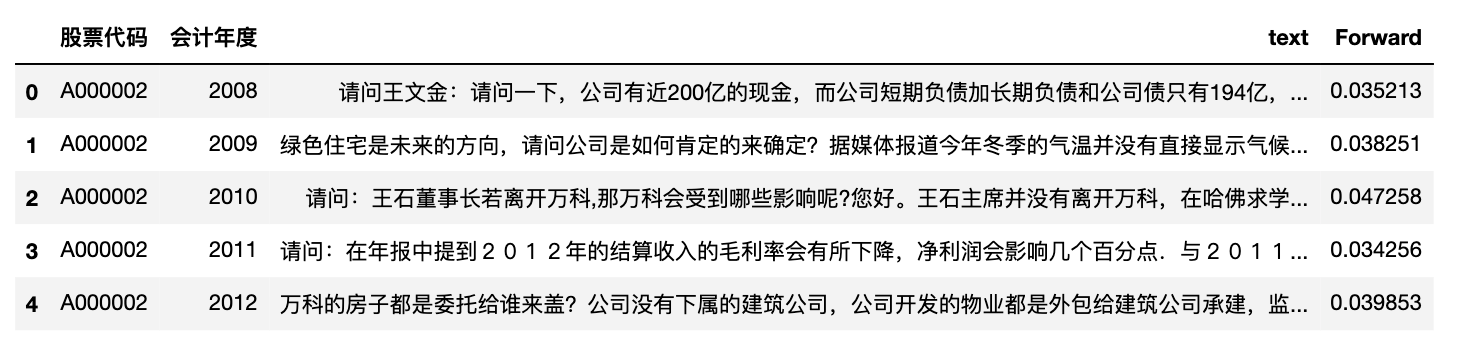 股票代码 会计年度 text Forward
0 A000002 2008 请问王文金：请问一下，公司有近200亿的现金，而公司短期负债加长期负债和公司债只有194亿，... 0.035213
1 A000002 2009 绿色住宅是未来的方向，请问公司是如何肯定的来确定？据媒体报道今年冬季的气温并没有直接显示气候... 0.038251
2 A000002 2010 请问：王石董事长若离开万科,那万科会受到哪些影响呢?您好。王石主席并没有离开万科，在哈佛求学... 0.047258
3 A000002 2011 请问：在年报中提到２０１２年的结算收入的毛利率会有所下降，净利润会影响几个百分点．与２０１１... 0.034256
4 A000002 2012 万科的房子都是委托给谁来盖？公司没有下属的建筑公司，公司开发的物业都是外包给建筑公司承建，监... 0.039853